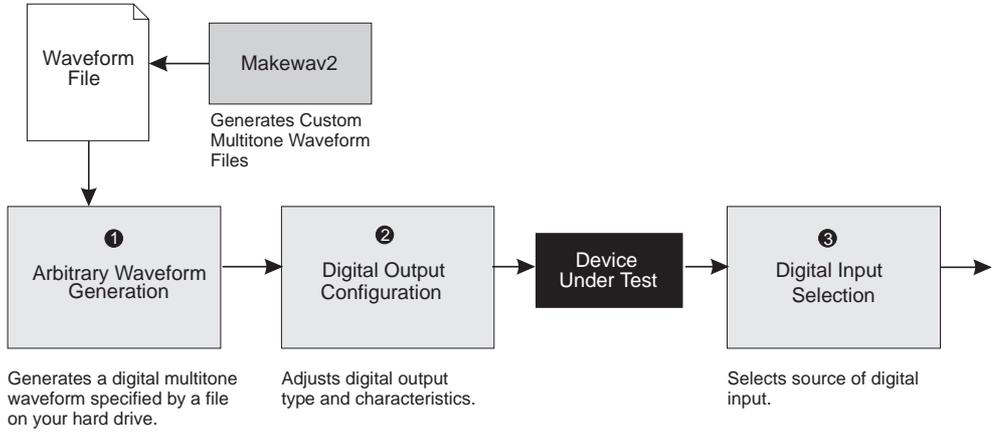 Waveform
File
Makewav2
Generates Custom
Multitone Waveform
Files
1
Arbitrary Waveform
Generation
2
Digital Output
Configuration
Device
Under Test
3
Digital Input
Selection
Generates a digital multitone
waveform specified by a file
on your hard drive.
Adjusts digital output
type and characteristics.
Selects source of digital
input.